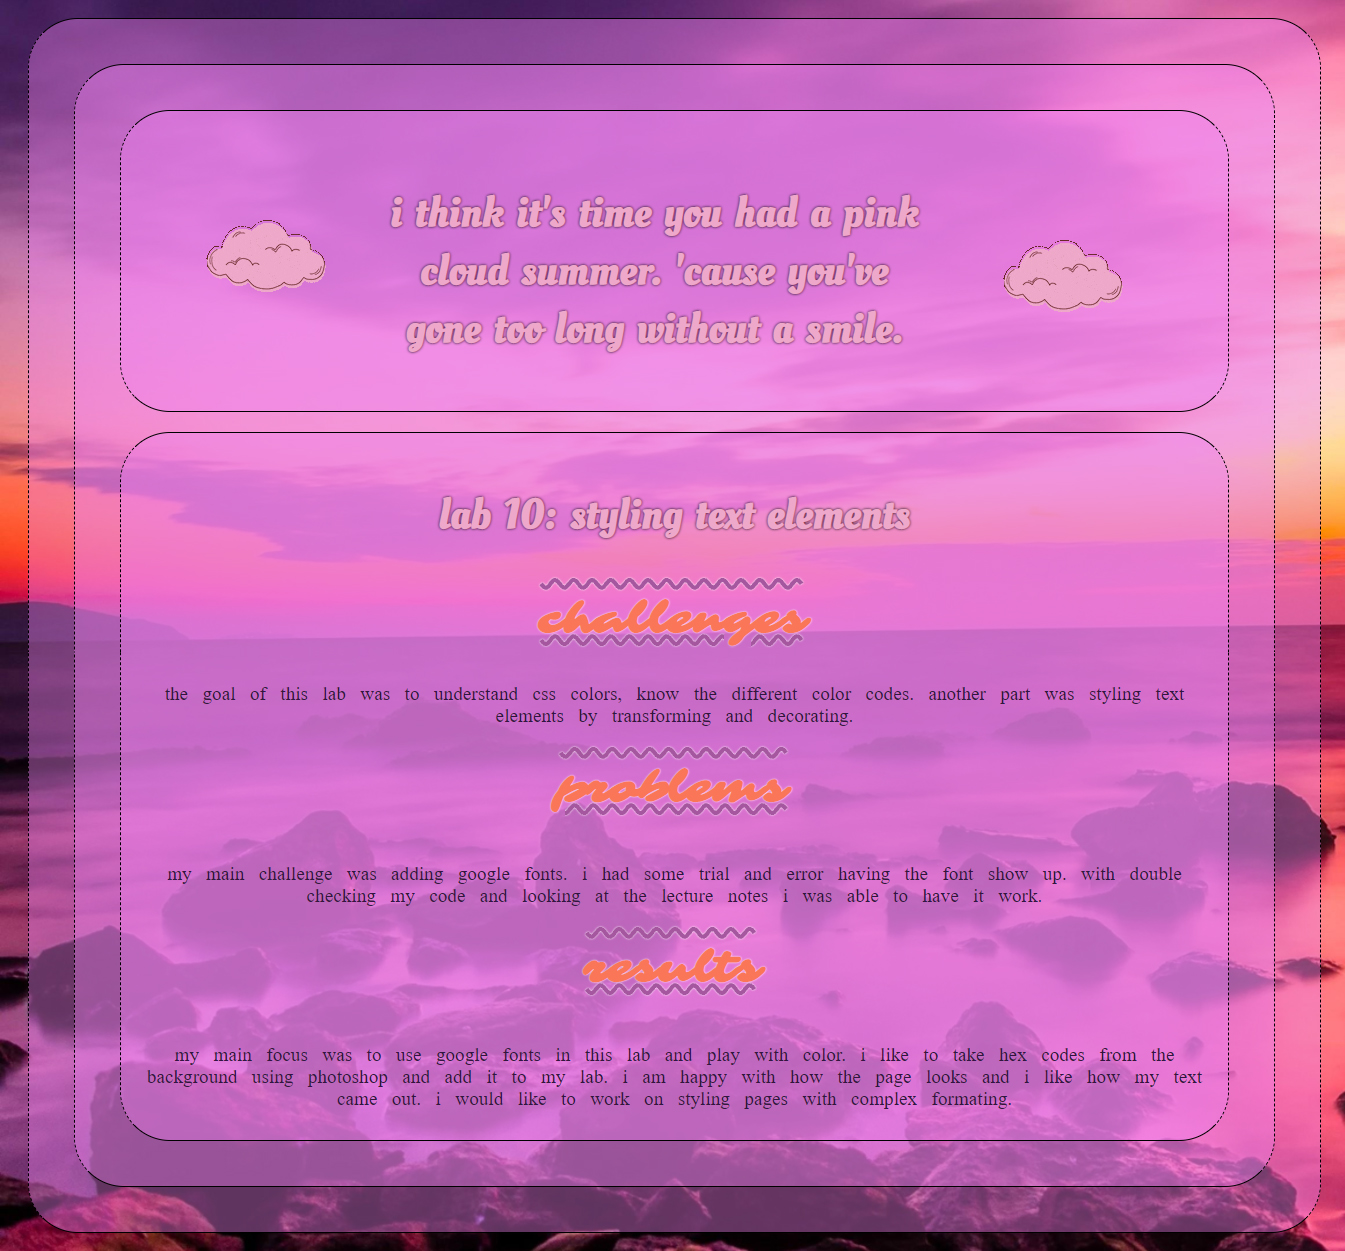 i think it's time you had a pink
cloud summer. 'cause you've
gone too long without a smile.
lab 10: styling text elements
challenges
the goal of this lab was to understand css colors, know the different color codes. another part was styling text
elements by transforming and decorating.
problems
my main challenge was adding google fonts. i had some trial and error having the font show up. with double
checking my code and looking at the lecture notes i was able to have it work.
results
my main focus was to use google fonts in this lab and play with color. i like to take hex codes from the
background using photoshop and add it to my lab. i am happy with how the page looks and i like how my text
came out. i would like to work on styling pages with complex formating.